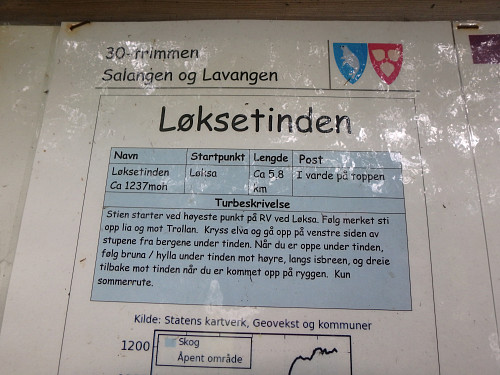 30-trimmen
Salangen og Lavangen
Løksetinden
Navn Startpunkt Lengde Post
Løksetinden Løksa Ca 5.8 I varde på toppen
Ca 1237moh km
Turbeskrivelse
Stien starter ved høyeste punkt på RV ved Løksa. Følg merket sti
opp lia og mot Trollan. Kryss elva og gå opp på venstre siden av
stupene fra bergene under tinden. Når du er oppe under tinden,
følg bruna / hylla under tinden mot høyre, langs isbreen, og dreie
tilbake mot tinden når du er kommet opp på ryggen. Kun
sommerrute.
Kilde: Statens kartverk, Geovekst og kommuner
1200
Skog
Åpent område